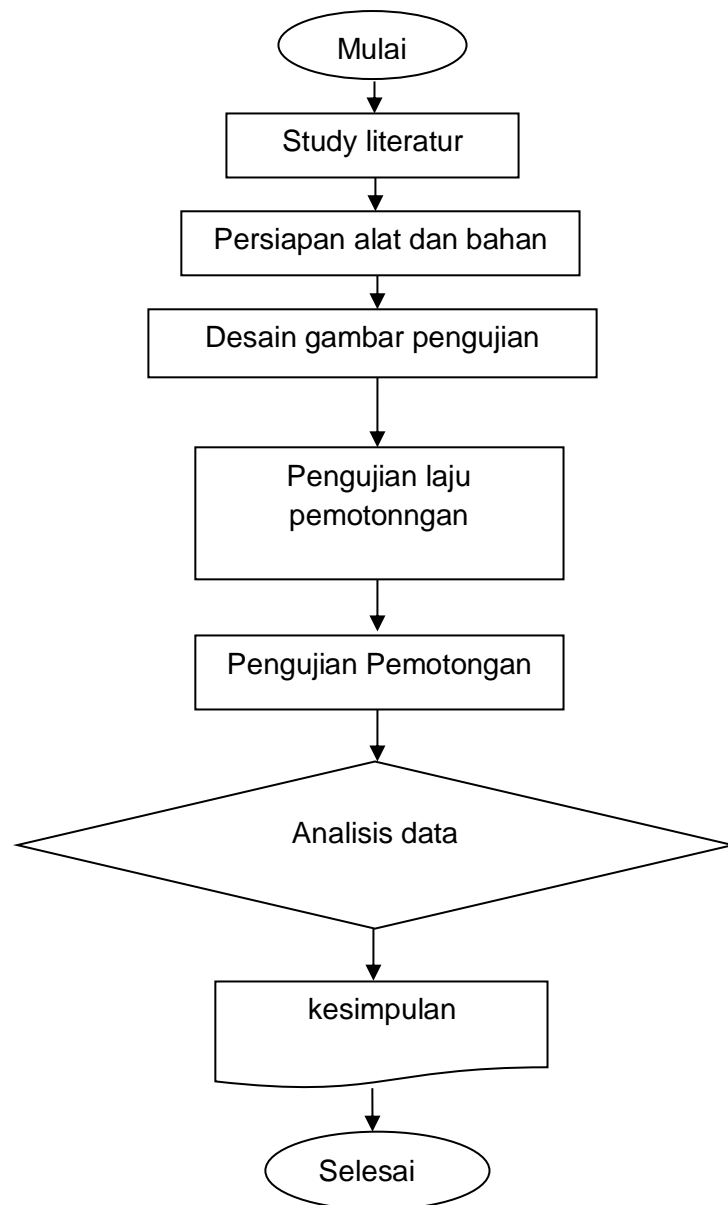 Mulai
Study literatur
Persiapan alat dan bahan
Desain gambar pengujian
Pengujian laju
pemotonngan
Pengujian Pemotongan
Analisis data
kesimpulan
Selesai